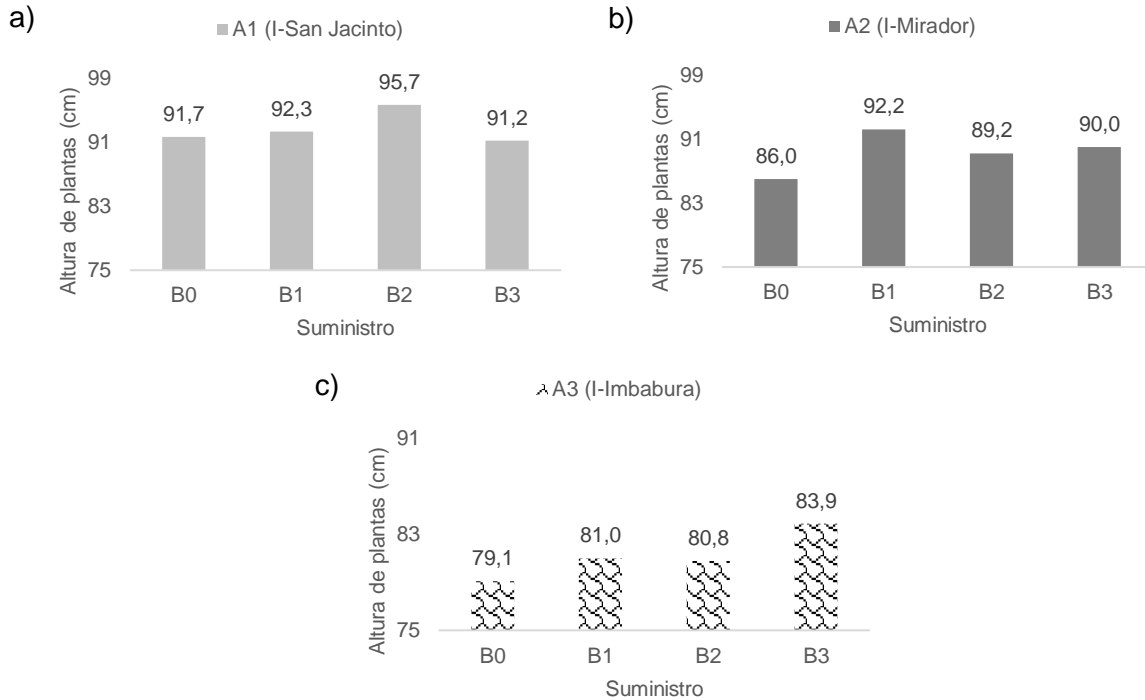 a)
A1 (I-San Jacinto)
Altura de plantas (cm)
99
91
83
75
91,7
92,3
95,7
91,2
B0 B1 B2 B3
Suministro
b)
A2 (I-Mirador)
Altura de plantas (cm)
99
91
83
75
86,0
92,2
89,2
90,0
B0 B1 B2 B3
Suministro
c)
A3 (I-Imbabura)
Altura de plantas (cm)
91
83
75
79,1
81,0
80,8
83,9
B0 B1 B2 B3
Suministro